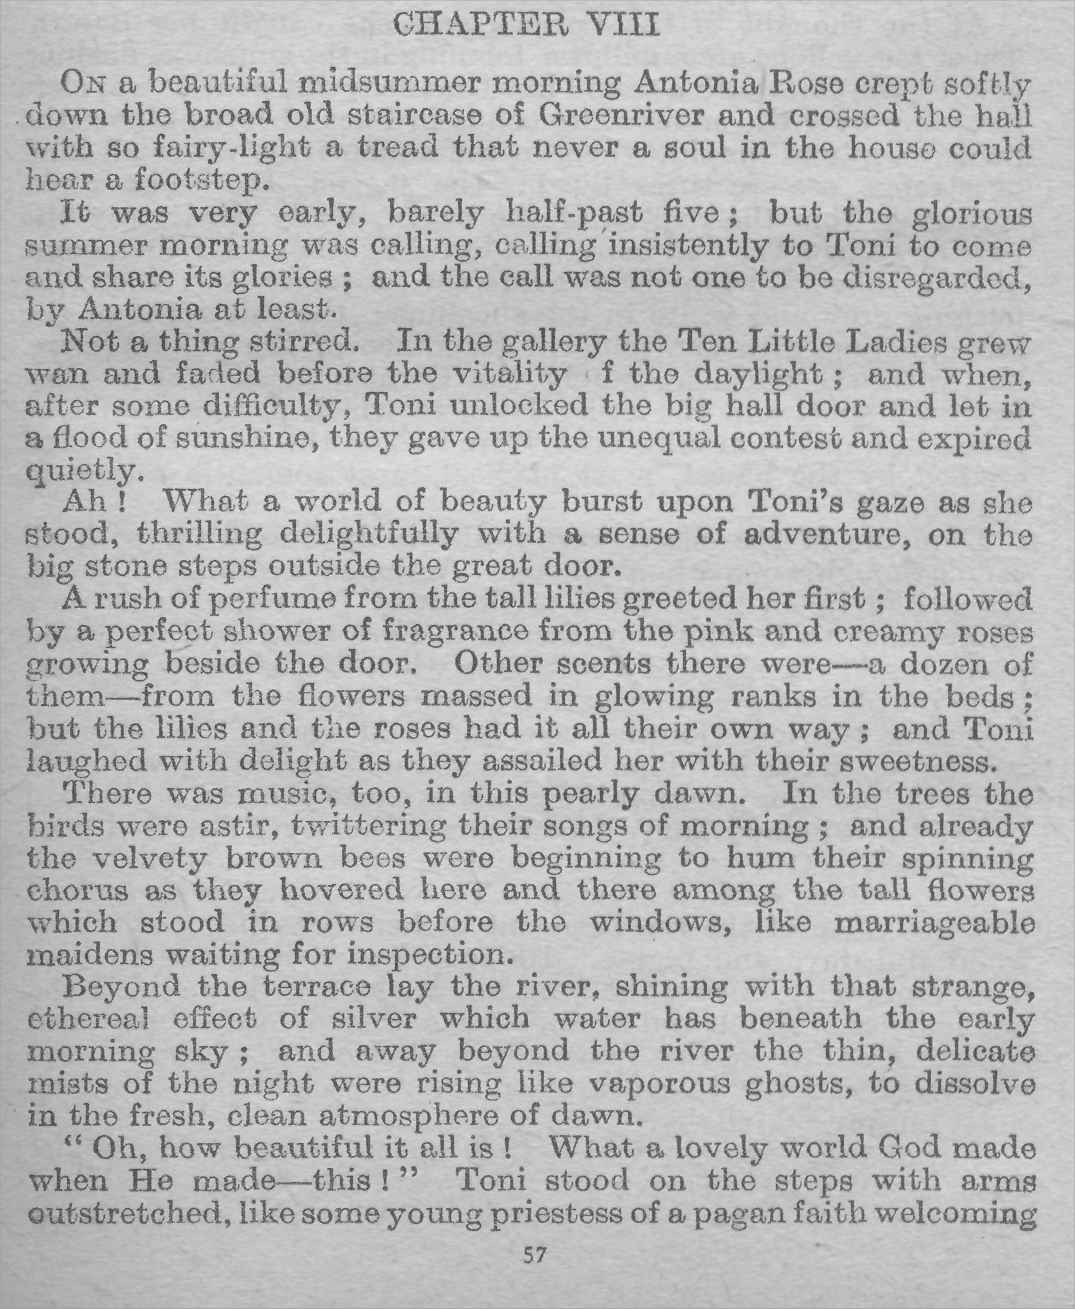 CHAPTER VIII
On a beautiful midsummer morning Antonia Rose crept softly
down the broad old staircase of Greenriver and crossed the hall
with so fairy-light a tread that never a soul in the house could
hear a footstep.
It was very early, barely half-past five ; but the glorious
summer morning was calling, calling insistently to Toni to come
and share its glories ; and the call was not one to be disregarded,
by Antonia at least.
Not a thing stirred. In the gallery the Ten Little Ladies grew
wan and faded before the vitality f the daylight ; and when,
after some difficulty, Toni unlocked the big hall door and let in
a flood of sunshine, they gave up the unequal contest and expired
quietly.
Ah ! What a world of beauty burst upon Toni's gaze as she
stood, thrilling delightfully with a sense of adventure, on the
big stone steps outside the great door.
A rush of perfume from the tall lilies greeted her first ; followed
by a perfect shower of fragrance from the pink and creamy roses
growing beside the door. Other scents there were—a dozen of
them—from the flowers massed in glowing ranks in the beds ;
but the lilies and the roses had it all their own way ; and Toni
laughed with delight as they assailed her with their sweetness.
There was music, too, in this pearly dawn. In the trees the
birds were astir, twittering their songs of morning ; and already
the velvety brown bees were beginning to hum their spinning
chorus as they hovered here and there among the tall flowers
which stood in rows before the windows, like marriageable
maidens waiting for inspection.
Beyond the terrace lay the river, shining with that strange,
ethereal effect of silver which water has beneath the early
morning sky ; and away beyond the river the thin, delicate
mists of the night were rising like vaporous ghosts, to dissolve
in the fresh, clean atmosphere of dawn.
“ Oh, how beautiful it all is ! What a lovely world God made
when He made—this ! ” Toni stood on the steps with arms
outstretched, like some young priestess of a pagan faith welcoming
57